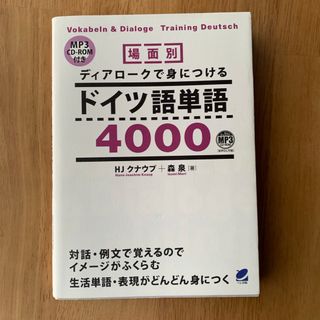 Vokabeln & Dialoge Training Deutsch
MP3
CD-ROM
付き
場面別
ディアロークで身につける
ドイツ語単語
4000
MP3
HJ クナウプ+森 泉[著]
Hans-Joachim Knaup Izumi Mori
対話・例文で覚えるので
イメージがふくらむ
生活単語・表現がどんどん身につく